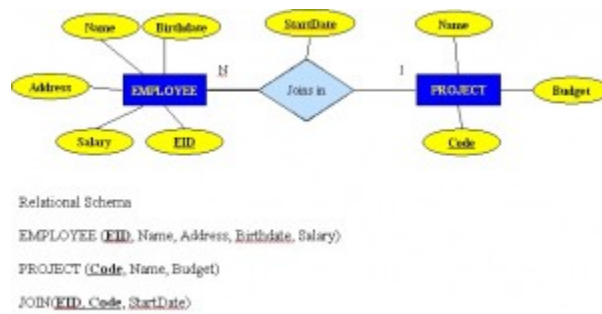 Name
Birthdate
StartDate
Name
N
1
Address
EMPLOYEE
Joins in
PROJECT
Budget
Salary
EID
Code
Relational Schema
EMPLOYEE (EID, Name, Address, Birthdate, Salary)
PROJECT (Code, Name, Budget)
JOIN(EID, Code, StartDate)